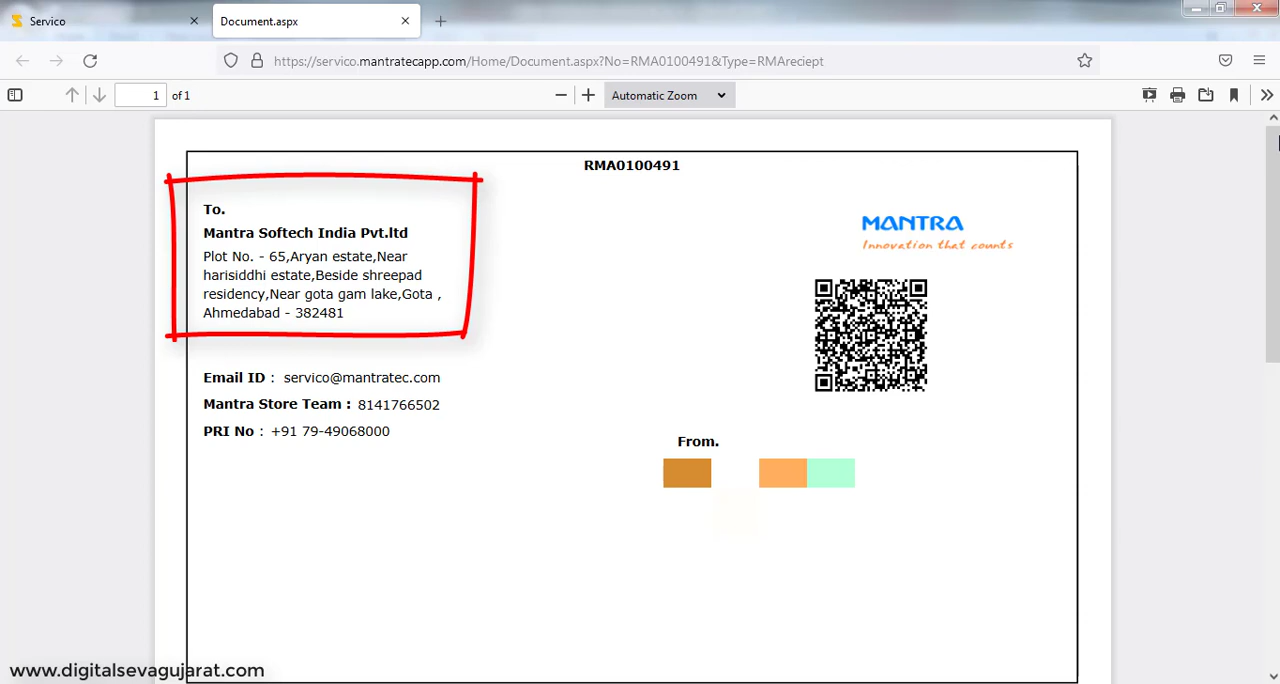 Servico
Document.aspx
https://servico.mantratecapp.com/Home/Document.aspx?No=RMA0100491&Type=RMAreciept
1 of 1
Automatic Zoom
RMA0100491
To.
Mantra Softech India Pvt.ltd
Plot No. - 65,Aryan estate,Near
harisiddhi estate,Beside shreepad
residency,Near gota gam lake,Gota ,
Ahmedabad - 382481
MANTRA
Innovation that counts
Email ID : servico@mantratec.com
Mantra Store Team : 8141766502
PRI No : +91 79-49068000
From.
www.digitalsevagujarat.com